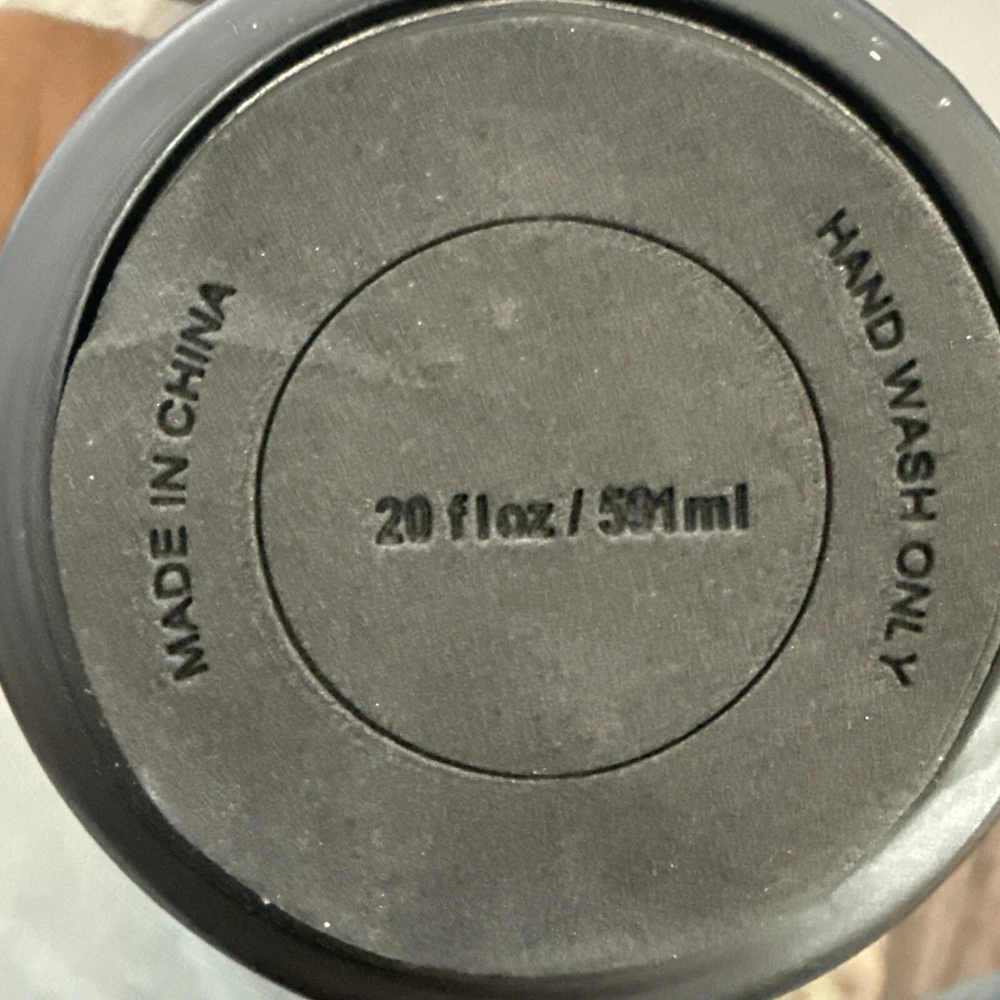 MADE IN CHINA
20 fl oz / 591ml
HAND WASH ONLY